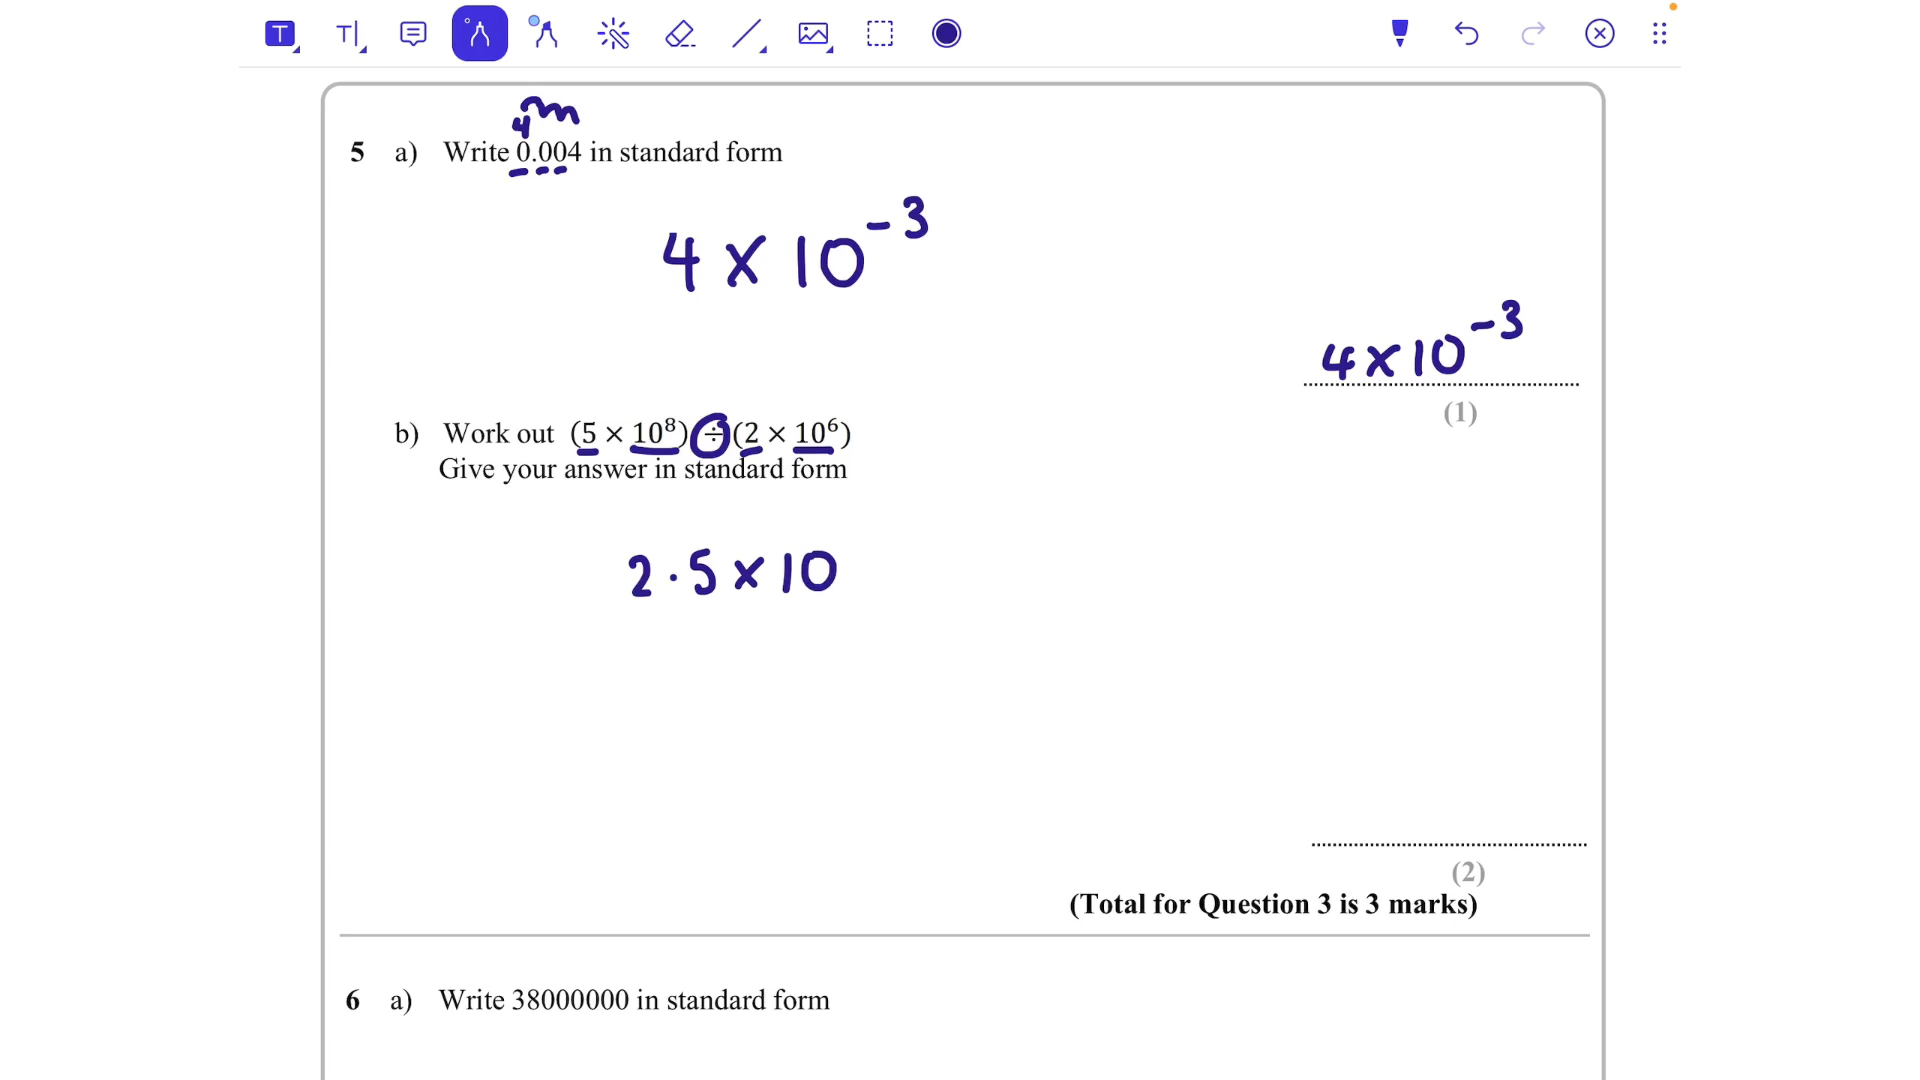 T T|
4
5 a) Write 0.004 in standard form
4 x 10⁻³
4x10⁻³
(1)
b) Work out (5 × 10⁸) ÷ (2 × 10⁶)
Give your answer in standard form
2.5 x 10
(2)
(Total for Question 3 is 3 marks)
6 a) Write 38000000 in standard form